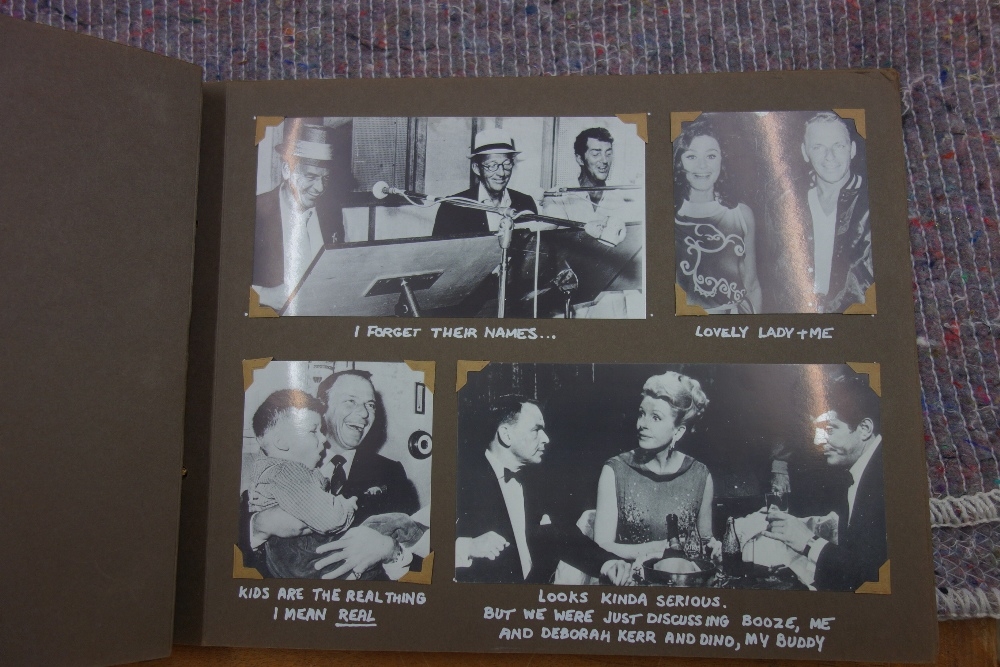 I FORGET THEIR NAMES...
LOVELY LADY + ME
KIDS ARE THE REAL THING
I MEAN REAL
LOOKS KINDA SERIOUS.
BUT WE WERE JUST DISCUSSING BOOZE, ME
AND DEBORAH KERR AND DINO, MY BUDDY